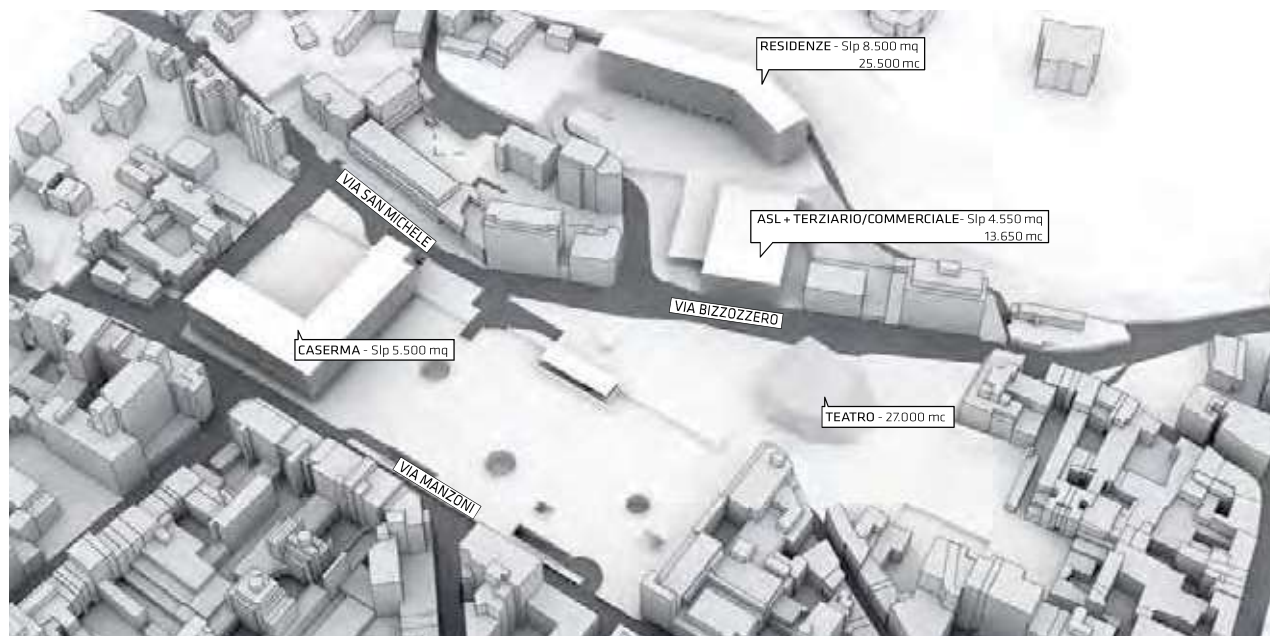 RESIDENZE - Slp 8.500 mq
25.500 mc
VIA SAN MICHELE
ASL + TERZIARIO/COMMERCIALE- Slp 4.550 mq
13.650 mc
VIA BIZZOZZERO
CASERMA - Slp 5.500 mq
TEATRO - 27.000 mc
VIA MANZONI